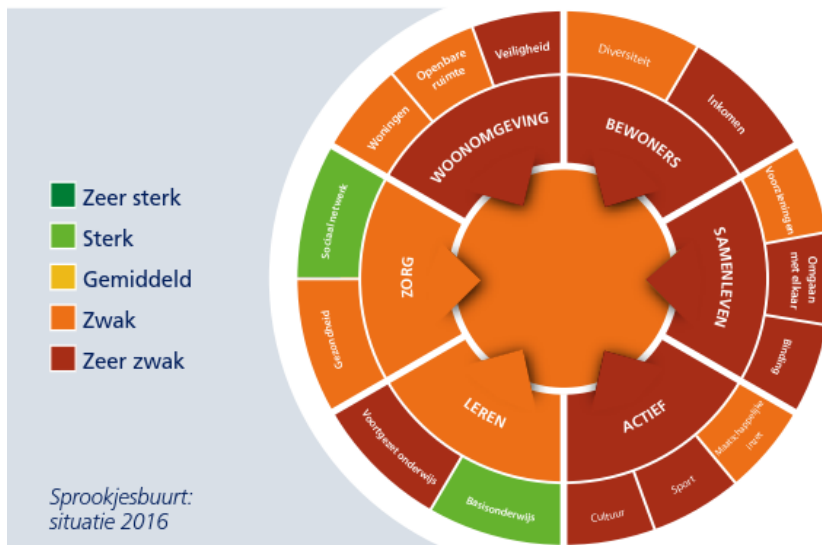 Zeer sterk
Sterk
Gemiddeld
Zwak
Zeer zwak
Sprookjesbuurt:
situatie 2016
WOONOMGEVING
Woningen
Openbare
ruimte
Veiligheid
BEWONERS
Diversiteit
Inkomen
SAMENLEVEN
Voorzieningen
Omgaan
met elkaar
Binding
ACTIEF
Maatschappelijke
inzet
Sport
Cultuur
LEREN
Basisonderwijs
Voortgezet onderwijs
ZORG
Gezondheid
Sociaal netwerk